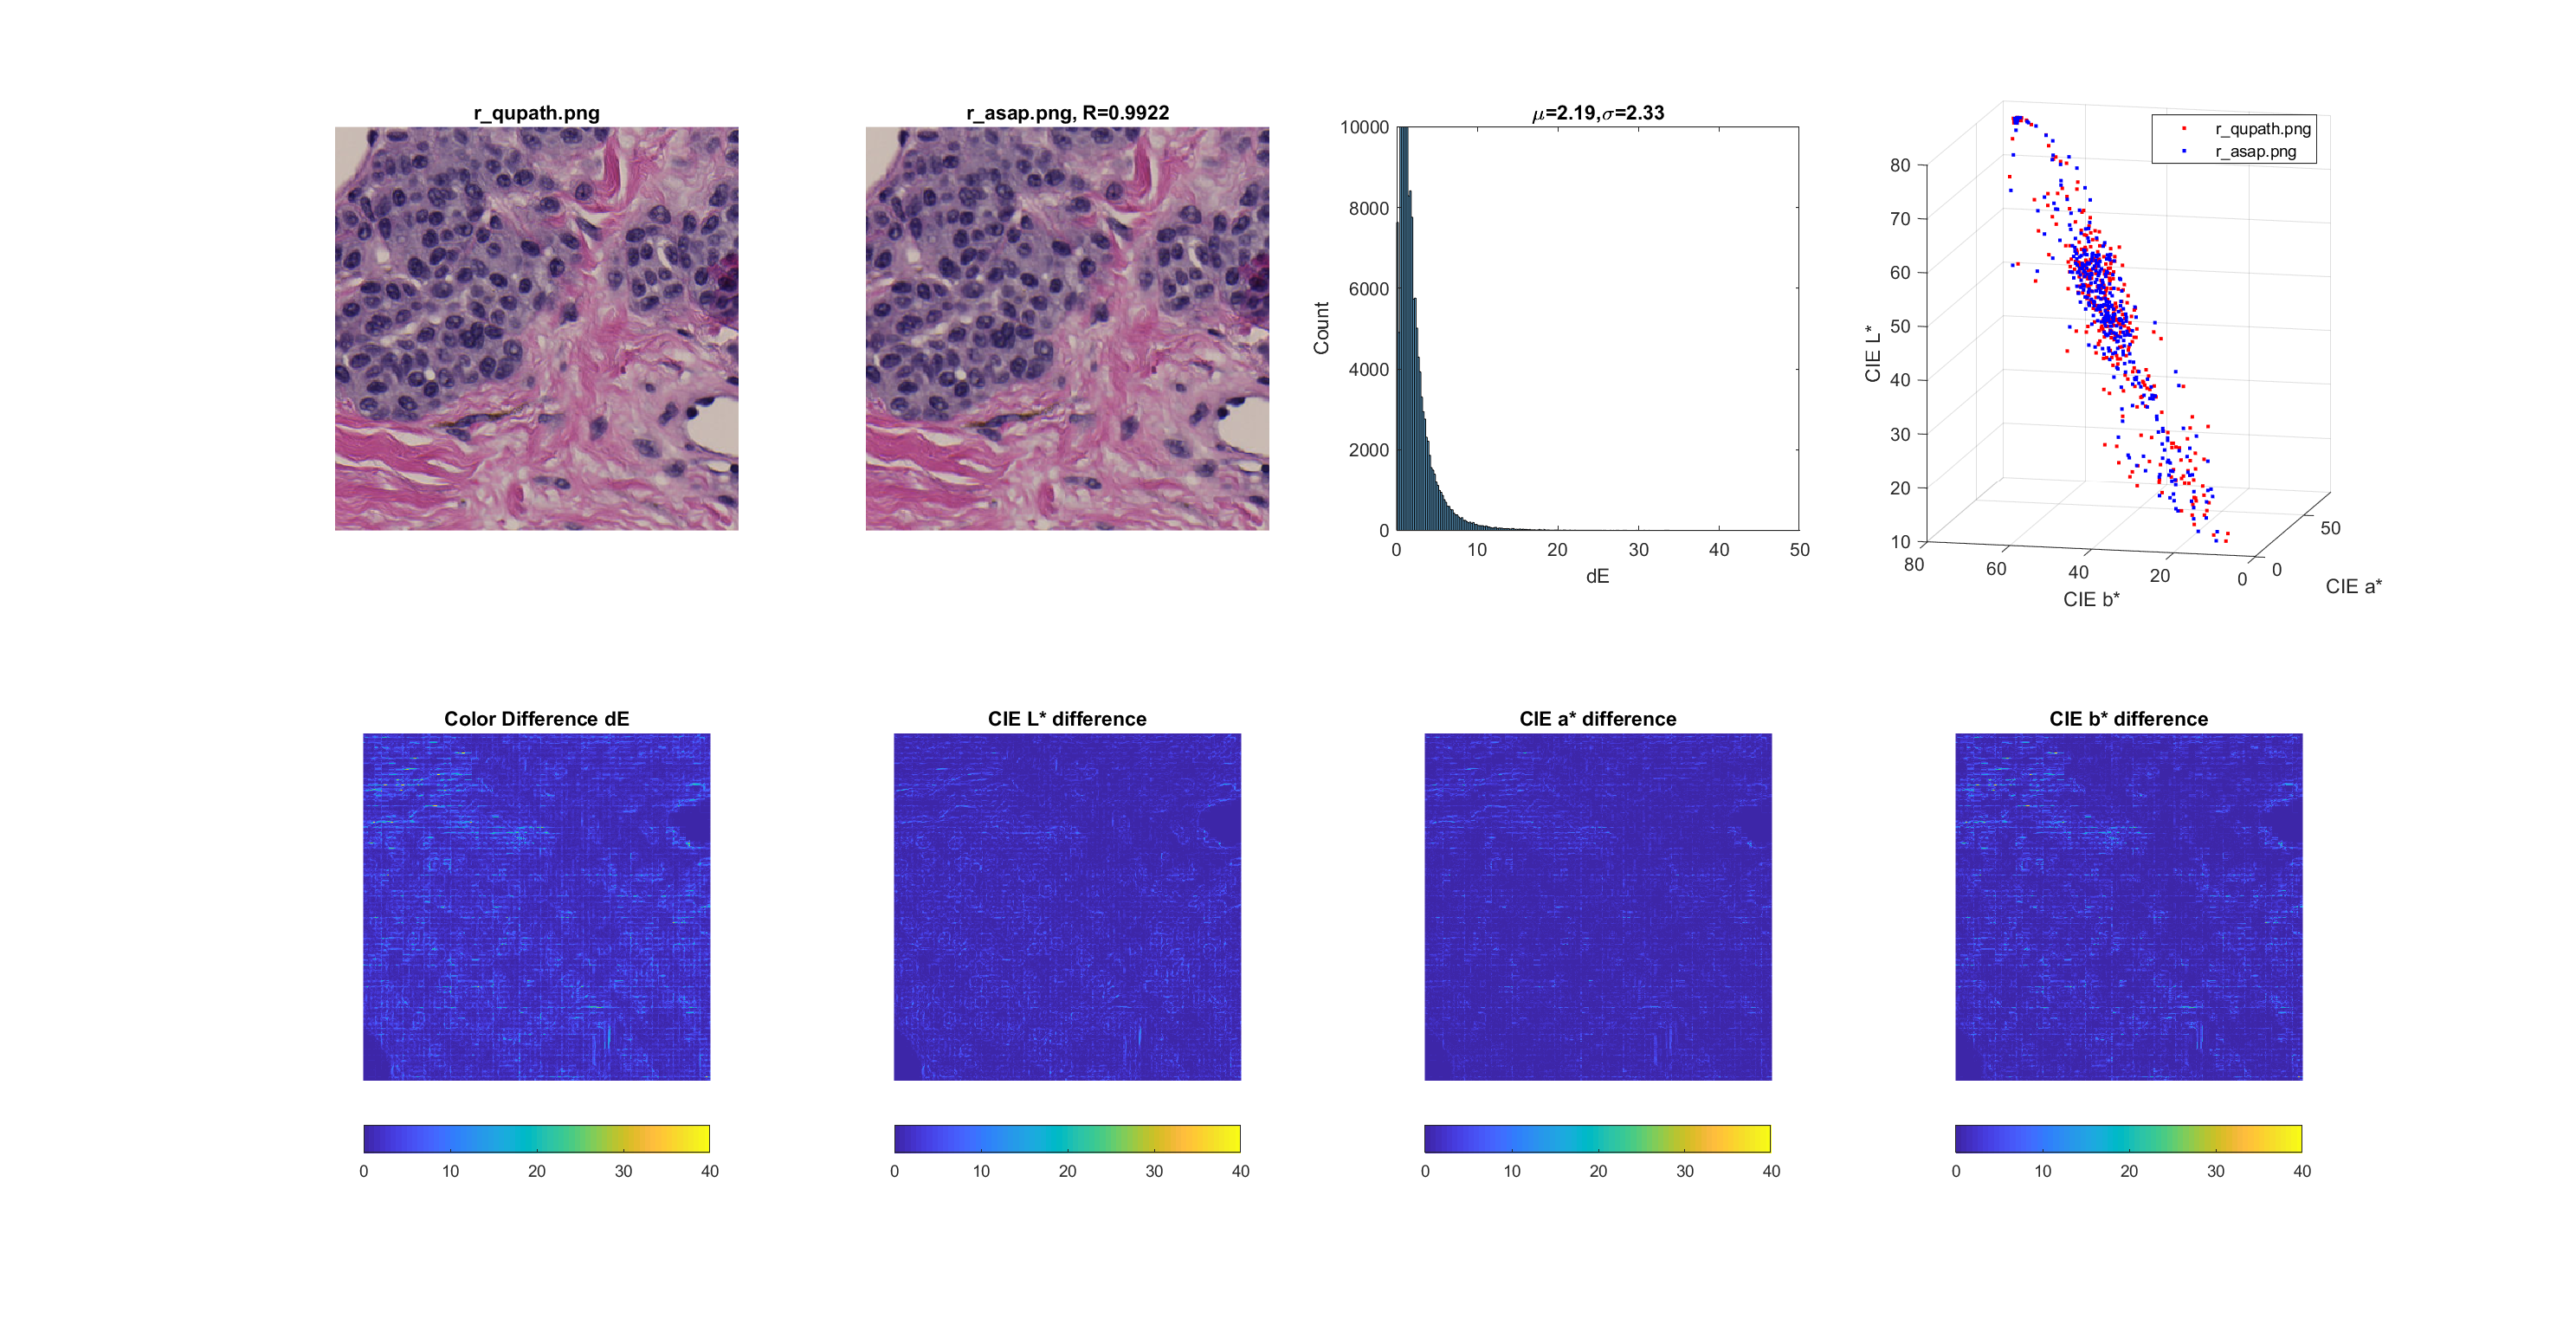 r_qupath.png
r_asap.png, R=0.9922
μ=2.19,σ=2.33
10000
8000
6000
4000
2000
0
Count
0 10 20 30 40 50
dE
r_qupath.png
r_asap.png
80
70
60
50
40
30
20
10
CIE L*
80 60 40 20 0
CIE b*
0 50
CIE a*
Color Difference dE
CIE L* difference
CIE a* difference
CIE b* difference
0 10 20 30 40
0 10 20 30 40
0 10 20 30 40
0 10 20 30 40